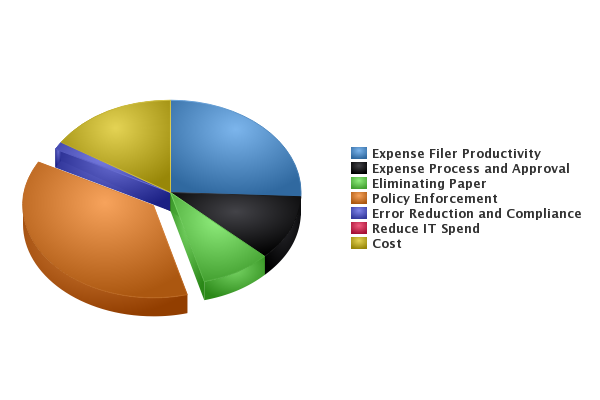 Expense Filer Productivity
Expense Process and Approval
Eliminating Paper
Policy Enforcement
Error Reduction and Compliance
Reduce IT Spend
Cost